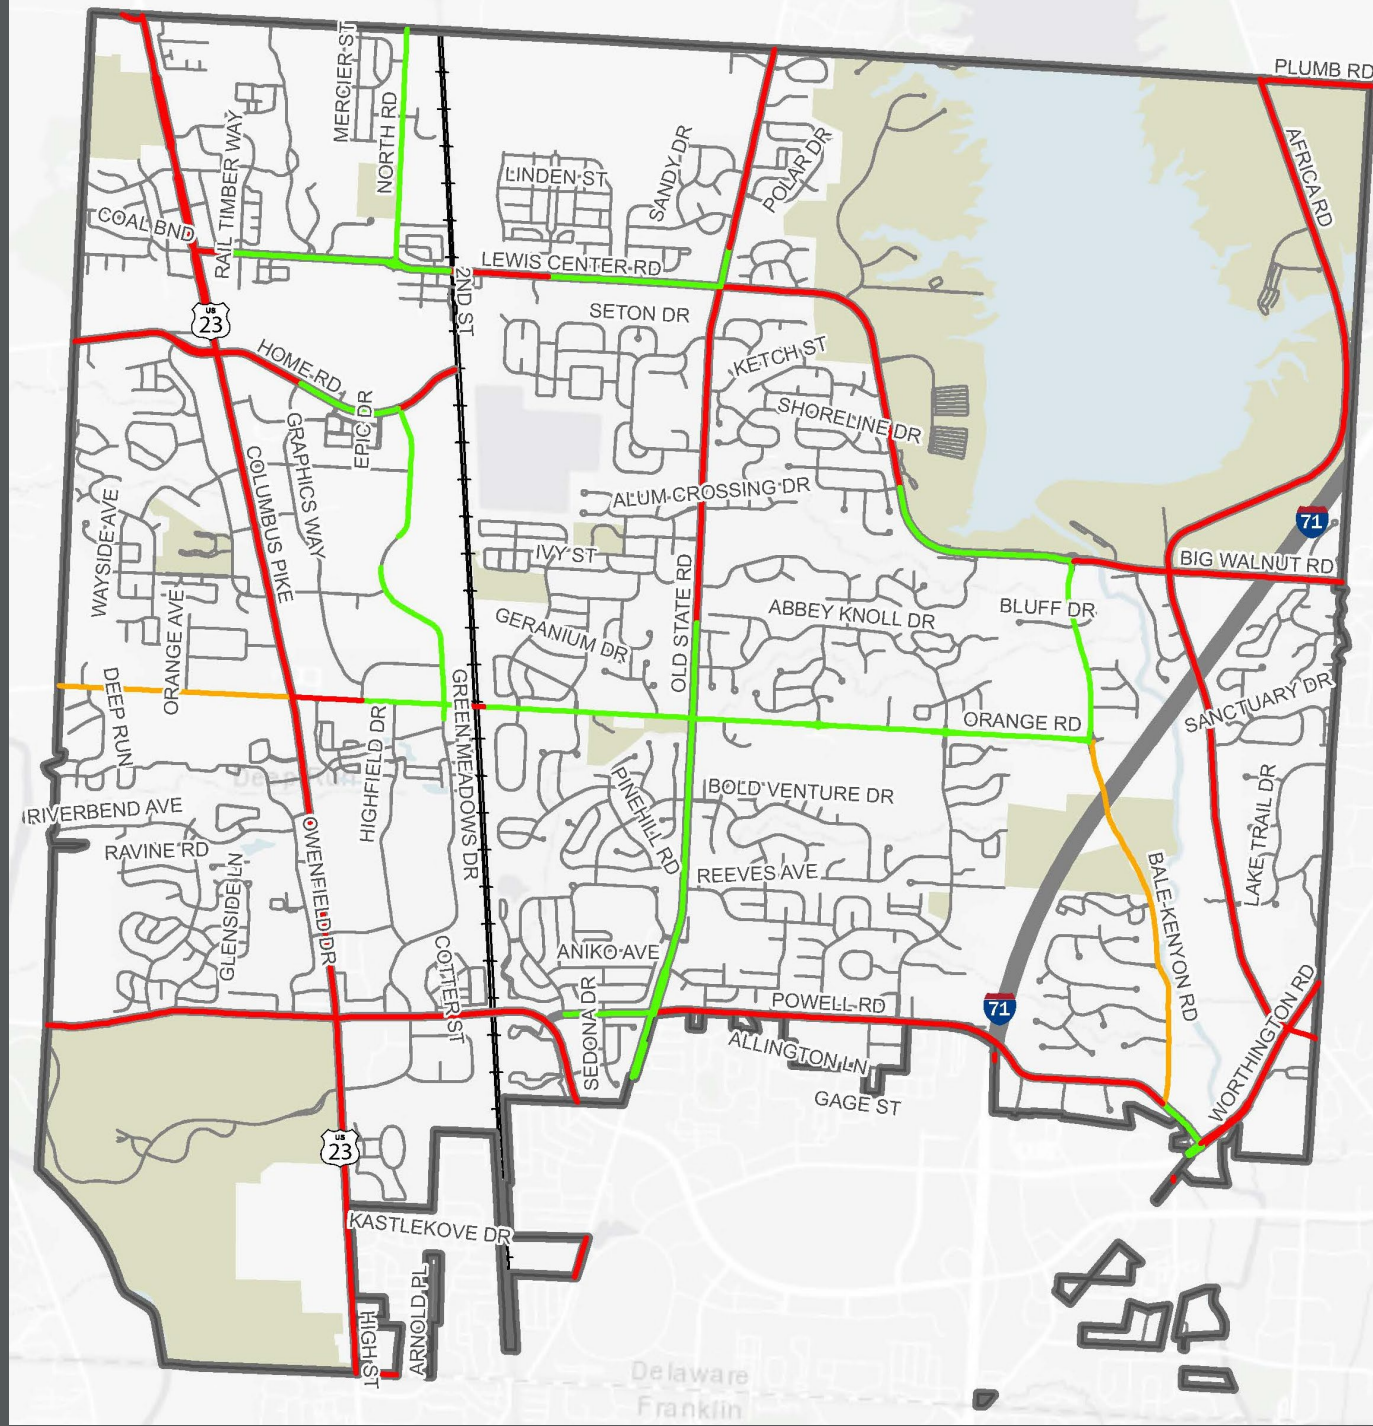 PLUMB RD
MERCIER ST
NORTH RD
RAIL TIMBER WAY
SANDY DR
POLAR DR
AFRICA RD
LINDEN ST
COAL BND
LEWIS CENTER RD
2ND ST
US
23
SETON DR
HOME RD
KETCH ST
EPIC DR
GRAPHICS WAY
SHORELINE DR
COLUMBUS PIKE
ALUM CROSSING DR
WAYSIDE AVE
71
IVY ST
BIG WALNUT RD
OLD STATE RD
ORANGE AVE
ABBEY KNOLL DR
BLUFF DR
GERANIUM DR
DEEP RUN
GREEN MEADOWS DR
SANCTUARY DR
ORANGE RD
HIGHFIELD DR
Deep Run
PINEHILL RD
BOLD VENTURE DR
LAKE TRAIL DR
RIVERBEND AVE
RAVINE RD
OWENFIELD DR
GLENSIDE LN
REEVES AVE
BALE-KENYON RD
COTTER ST
ANIKO AVE
SEDONA DR
POWELL RD
71
WORTHINGTON RD
ALLINGTON LN
GAGE ST
US
23
KASTLEKOVE DR
ARNOLD PL
HIGH ST
Delaware
Franklin